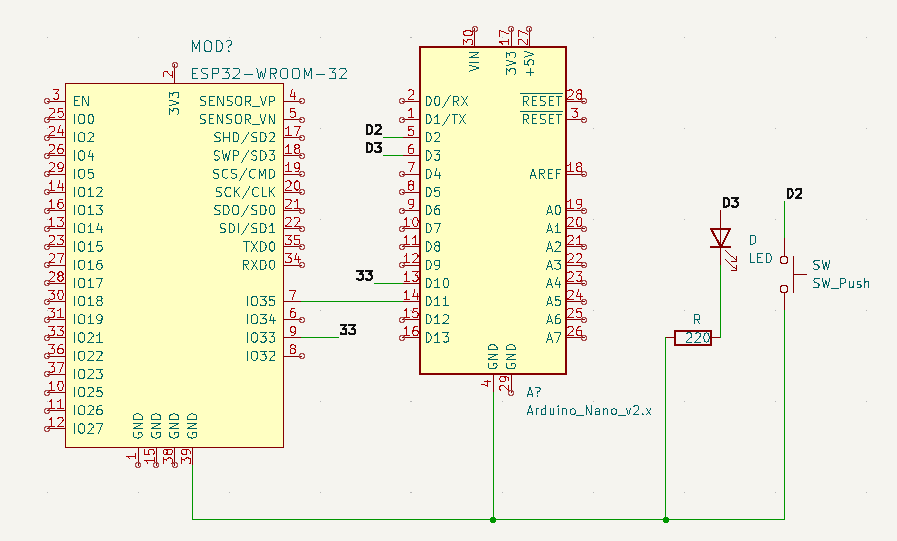 MOD?
ESP32-WROOM-32
2
3V3
3 EN
25 IO0
24 IO2
26 IO4
29 IO5
14 IO12
16 IO13
13 IO14
23 IO15
27 IO16
28 IO17
30 IO18
31 IO19
33 IO21
36 IO22
37 IO23
10 IO25
11 IO26
12 IO27
SENSOR_VP 4
SENSOR_VN 5
SHD/SD2 17
SWP/SD3 18
SCS/CMD 19
SCK/CLK 20
SDO/SD0 21
SDI/SD1 22
TXD0 35
RXD0 34
IO35 7
IO34 6
IO33 9
IO32 8
33
GND GND GND GND
1 15 38 39
30 17 27
VIN 3V3 +5V
2 D0/RX
1 D1/TX
D2 5 D2
D3 6 D3
7 D4
8 D5
9 D6
10 D7
11 D8
12 D9
33 13 D10
14 D11
15 D12
16 D13
RESET 28
RESET 3
AREF 18
A0 19
A1 20
A2 21
A3 22
A4 23
A5 24
A6 25
A7 26
GND GND
4 29
A?
Arduino_Nano_v2.x
D3
D
LED
R
220
D2
SW
SW_Push